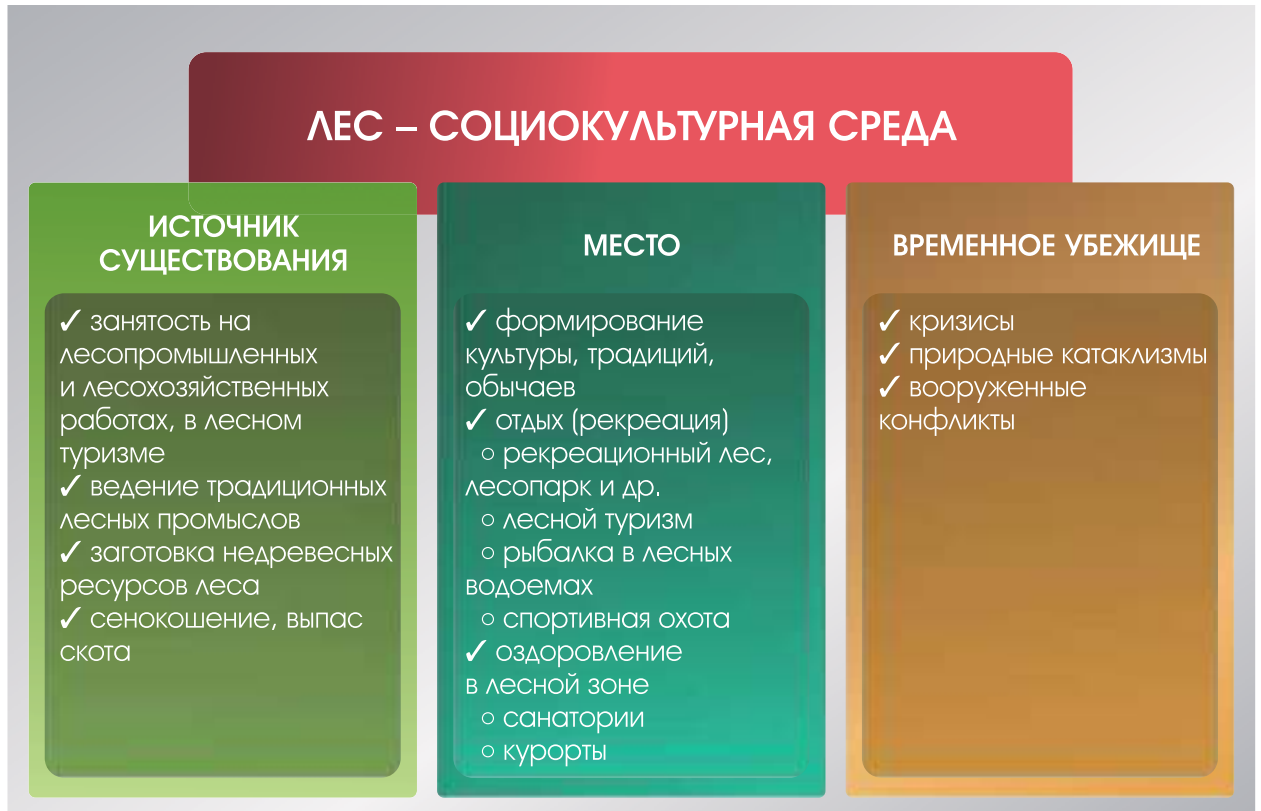 ЛЕС – СОЦИОКУЛЬТУРНАЯ СРЕДА
ИСТОЧНИК
СУЩЕСТВОВАНИЯ
✓ занятость на
лесопромышленных
и лесохозяйственных
работах, в лесном
туризме
✓ ведение традиционных
лесных промыслов
✓ заготовка недревесных
ресурсов леса
✓ сенокошение, выпас
скота
МЕСТО
✓ формирование
культуры, традиций,
обычаев
✓ отдых (рекреация)
○ рекреационный лес,
лесопарк и др.
○ лесной туризм
○ рыбалка в лесных
водоемах
○ спортивная охота
✓ оздоровление
в лесной зоне
○ санатории
○ курорты
ВРЕМЕННОЕ УБЕЖИЩЕ
✓ кризисы
✓ природные катаклизмы
✓ вооруженные
конфликты